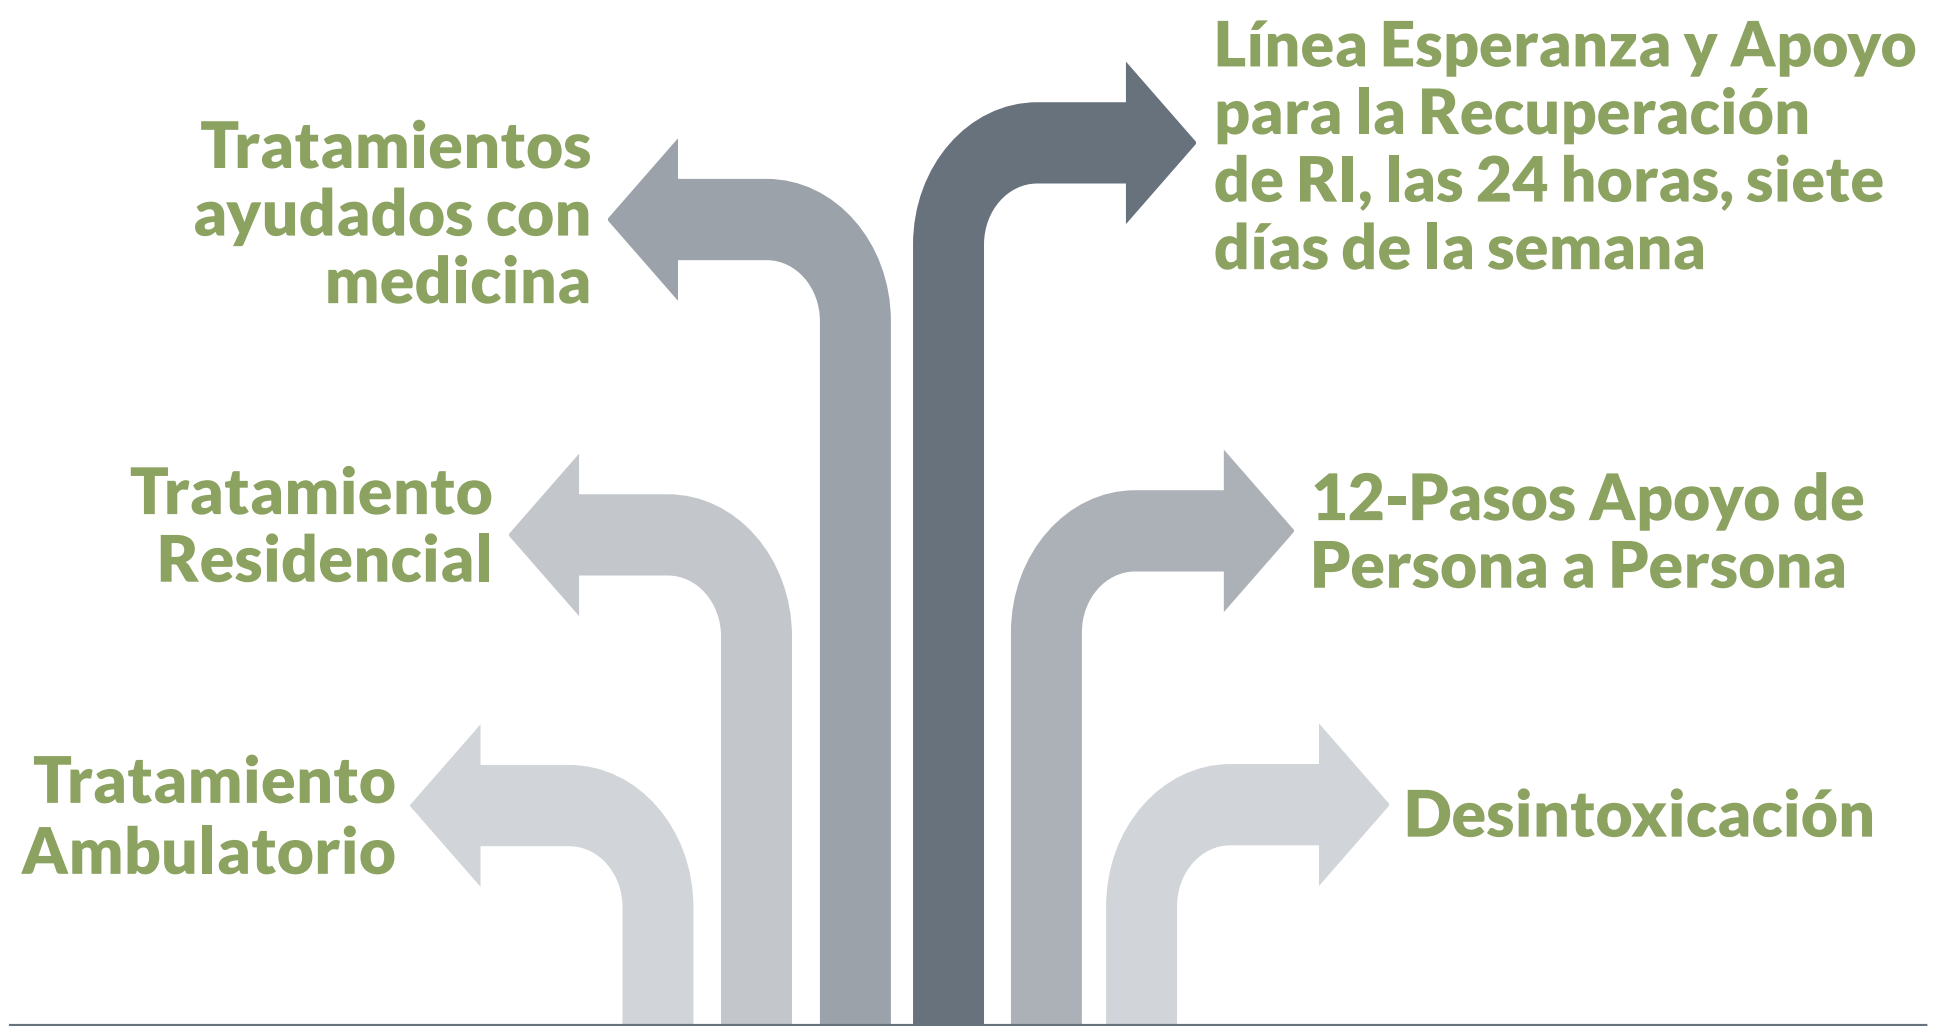 Tratamientos
ayudados con
medicina
Línea Esperanza y Apoyo
para la Recuperación
de RI, las 24 horas, siete
días de la semana
Tratamiento
Residencial
12-Pasos Apoyo de
Persona a Persona
Tratamiento
Ambulatorio
Desintoxicación